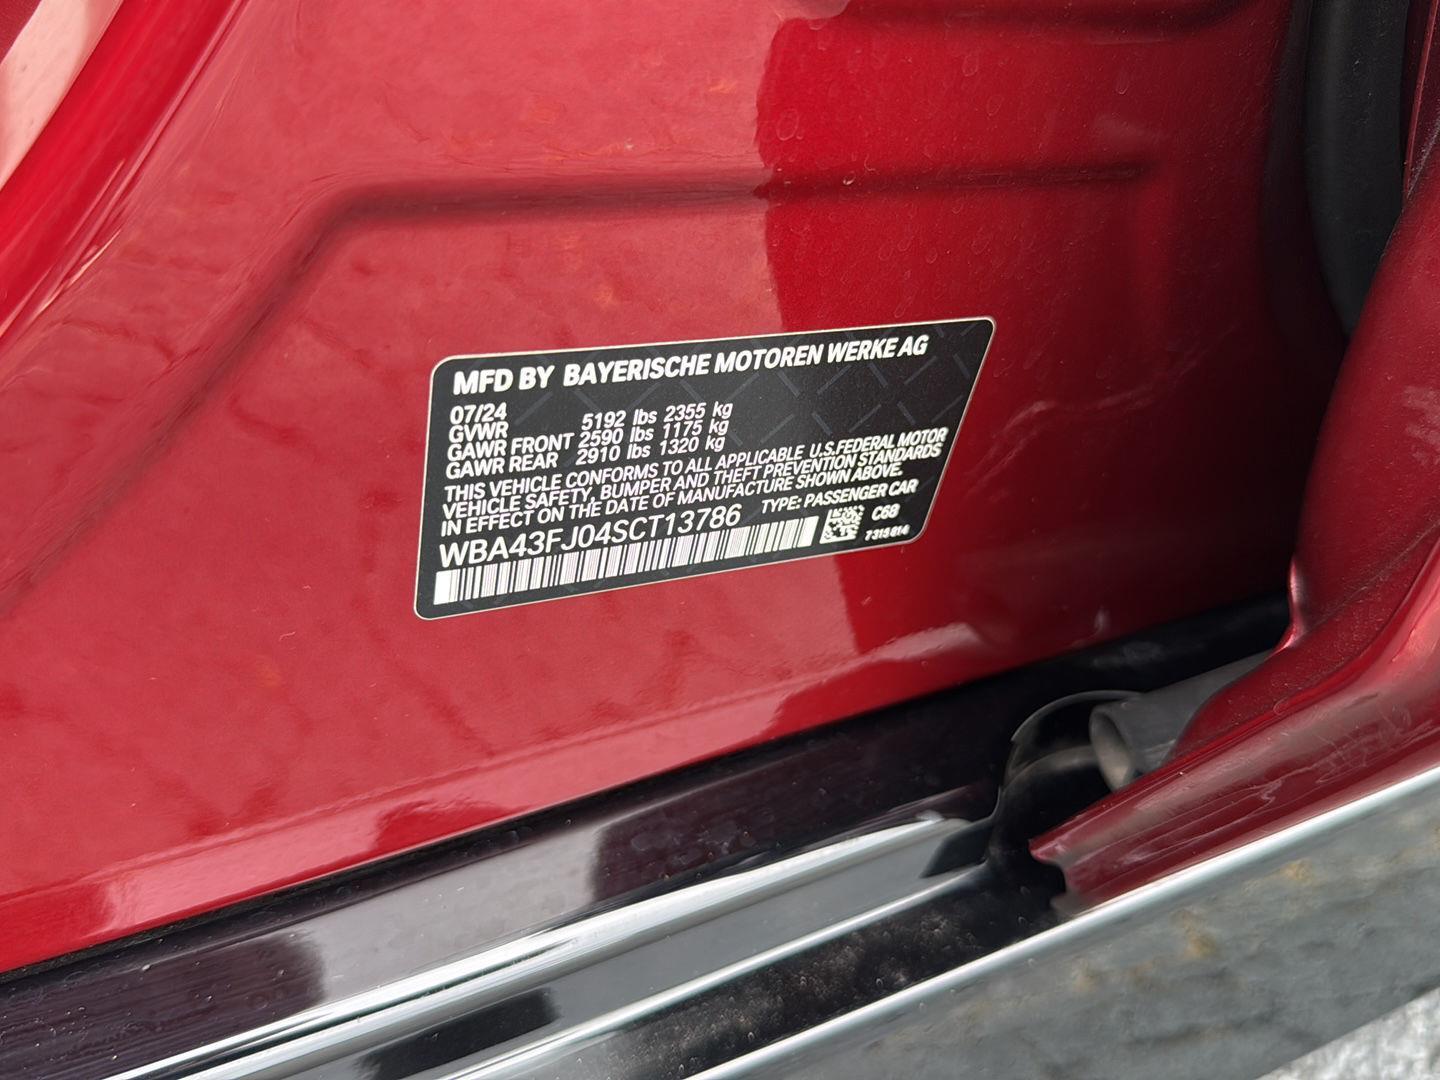 MFD BY BAYERISCHE MOTOREN WERKE AG
07/24
GVWR 5192 lbs 2355 kg
GAWR FRONT 2590 lbs 1175 kg
GAWR REAR 2910 lbs 1320 kg
THIS VEHICLE CONFORMS TO ALL APPLICABLE U.S.FEDERAL MOTOR
VEHICLE SAFETY, BUMPER AND THEFT PREVENTION STANDARDS
IN EFFECT ON THE DATE OF MANUFACTURE SHOWN ABOVE.
TYPE: PASSENGER CAR
WBA43FJ04SCT13786
C68
7315814